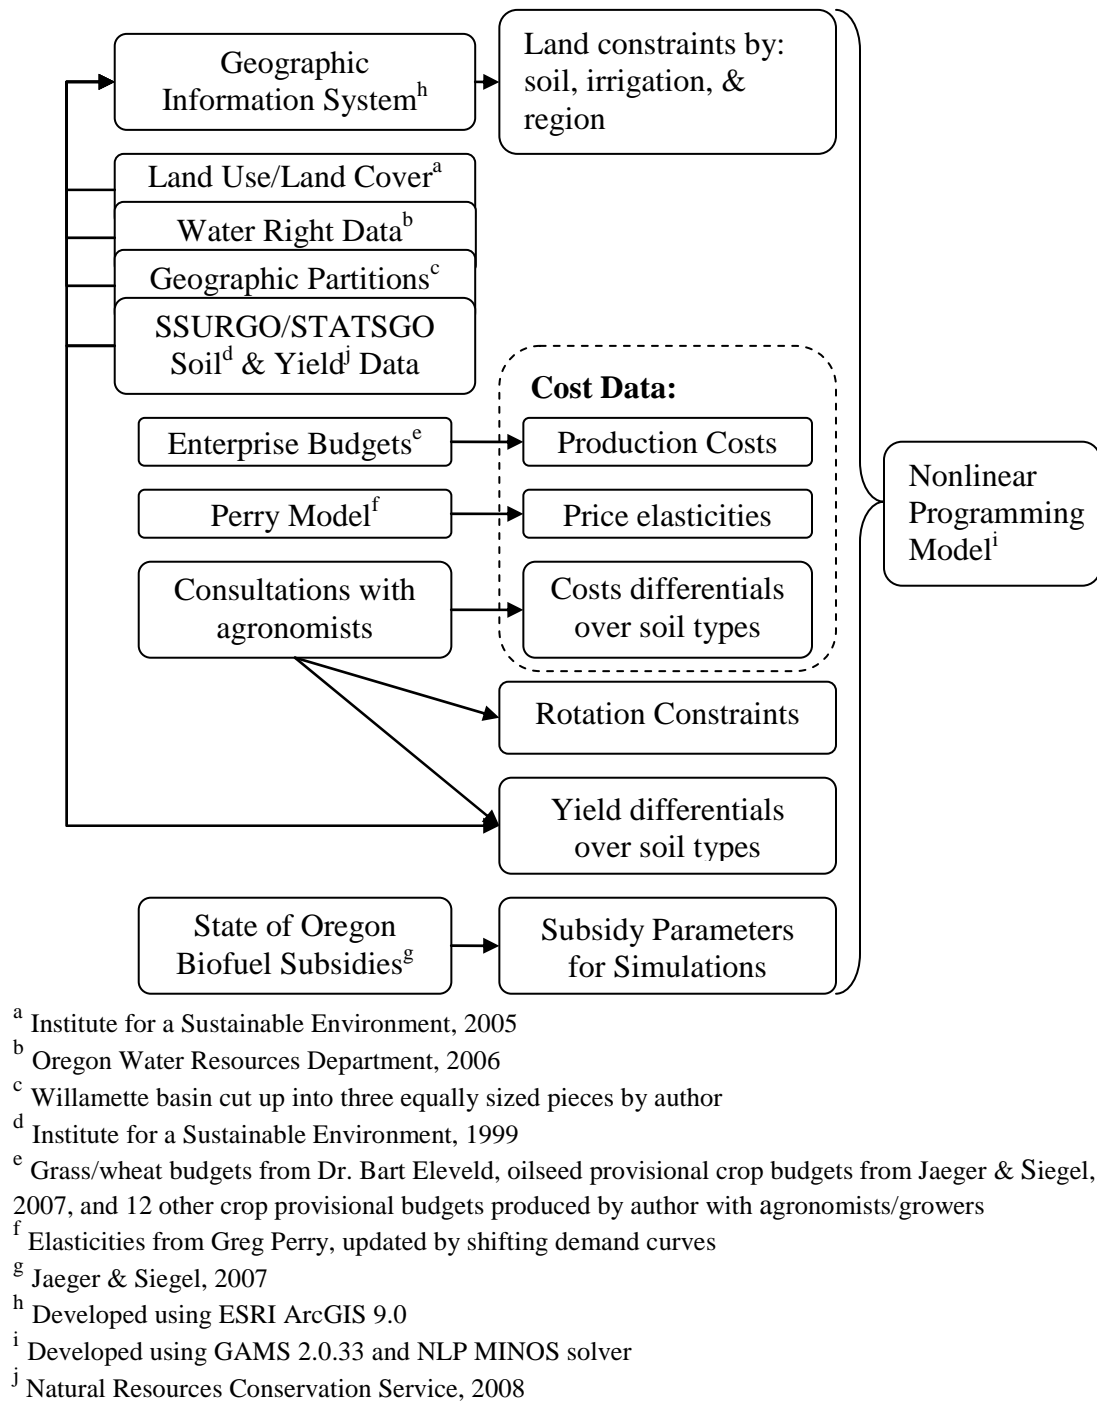 Geographic
Information System^h
Land constraints by:
soil, irrigation, &
region
Land Use/Land Cover^a
Water Right Data^b
Geographic Partitions^c
SSURGO/STATSGO
Soil^d & Yield^j Data
Cost Data:
Enterprise Budgets^e
Production Costs
Perry Model^f
Price elasticities
Nonlinear
Programming
Model^i
Consultations with
agronomists
Costs differentials
over soil types
Rotation Constraints
Yield differentials
over soil types
State of Oregon
Biofuel Subsidies^g
Subsidy Parameters
for Simulations
^a Institute for a Sustainable Environment, 2005
^b Oregon Water Resources Department, 2006
^c Willamette basin cut up into three equally sized pieces by author
^d Institute for a Sustainable Environment, 1999
^e Grass/wheat budgets from Dr. Bart Eleveld, oilseed provisional crop budgets from Jaeger & Siegel,
2007, and 12 other crop provisional budgets produced by author with agronomists/growers
^f Elasticities from Greg Perry, updated by shifting demand curves
^g Jaeger & Siegel, 2007
^h Developed using ESRI ArcGIS 9.0
^i Developed using GAMS 2.0.33 and NLP MINOS solver
^j Natural Resources Conservation Service, 2008